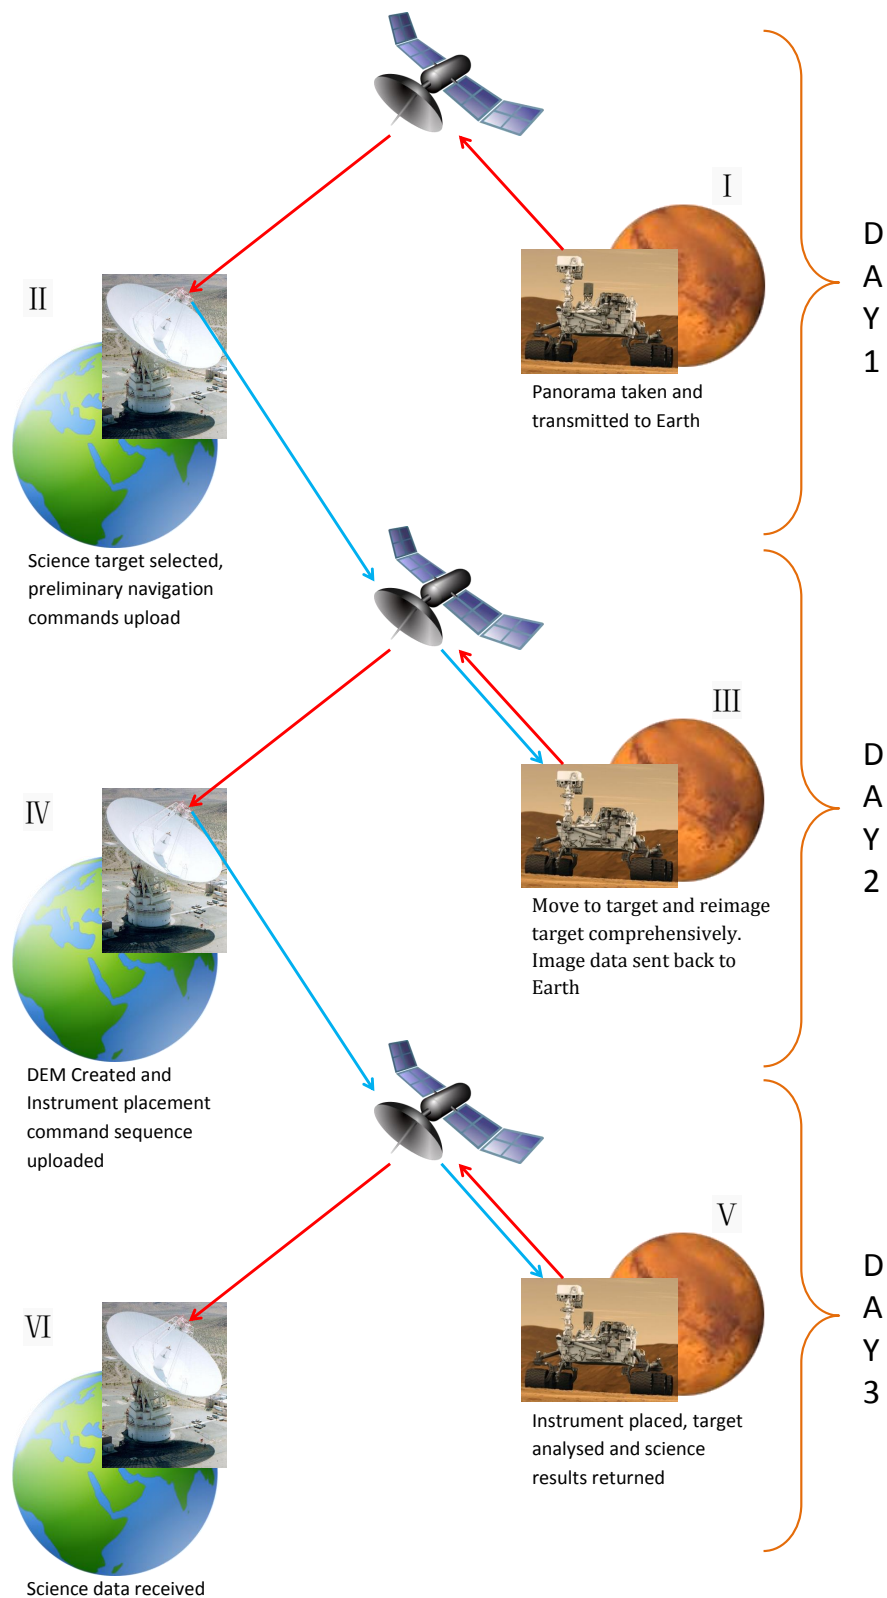 Ⅰ
Panorama taken and
transmitted to Earth
D
A
Y
1
Ⅱ
Science target selected,
preliminary navigation
commands upload
Ⅲ
Move to target and reimage
target comprehensively.
Image data sent back to
Earth
D
A
Y
2
Ⅳ
DEM Created and
Instrument placement
command sequence
uploaded
Ⅴ
Instrument placed, target
analysed and science
results returned
D
A
Y
3
Ⅵ
Science data received